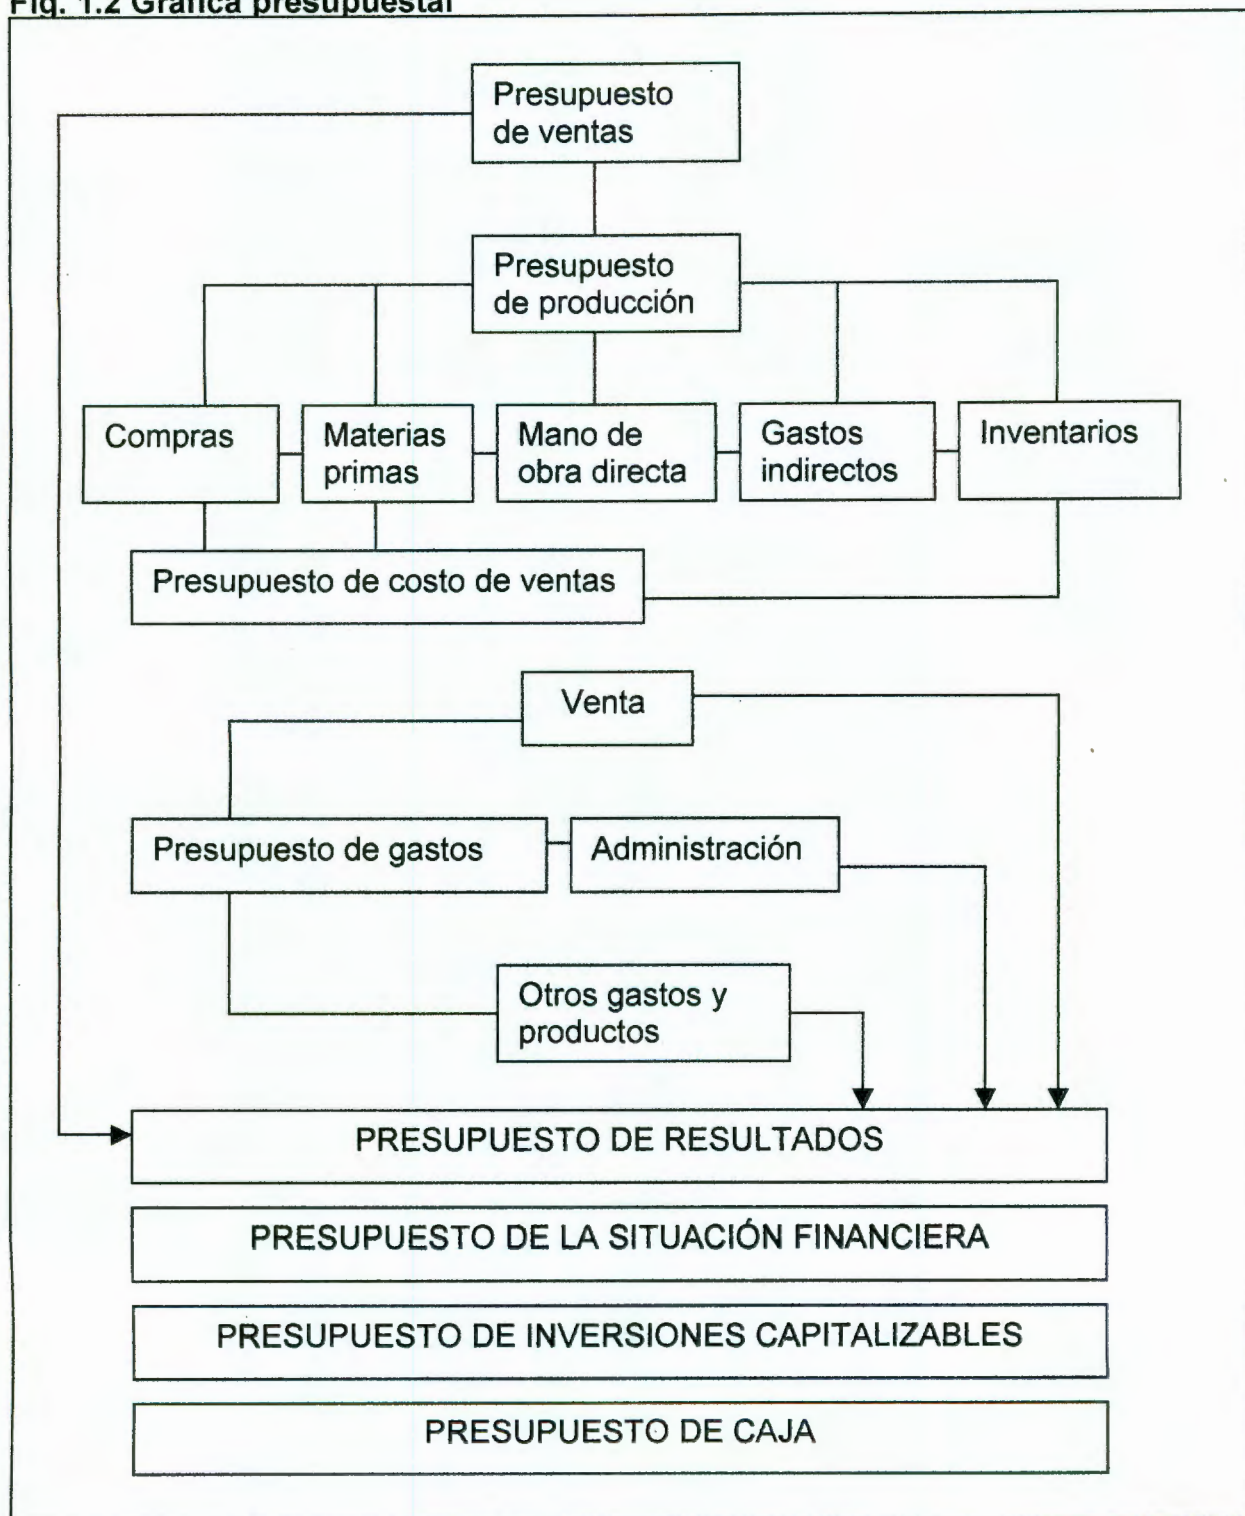 Fig. 1.2 Gráfica presupuestal
Presupuesto
de ventas
Presupuesto
de producción
Compras
Materias
primas
Mano de
obra directa
Gastos
indirectos
Inventarios
Presupuesto de costo de ventas
Venta
Presupuesto de gastos
Administración
Otros gastos y
productos
PRESUPUESTO DE RESULTADOS
PRESUPUESTO DE LA SITUACIÓN FINANCIERA
PRESUPUESTO DE INVERSIONES CAPITALIZABLES
PRESUPUESTO DE CAJA